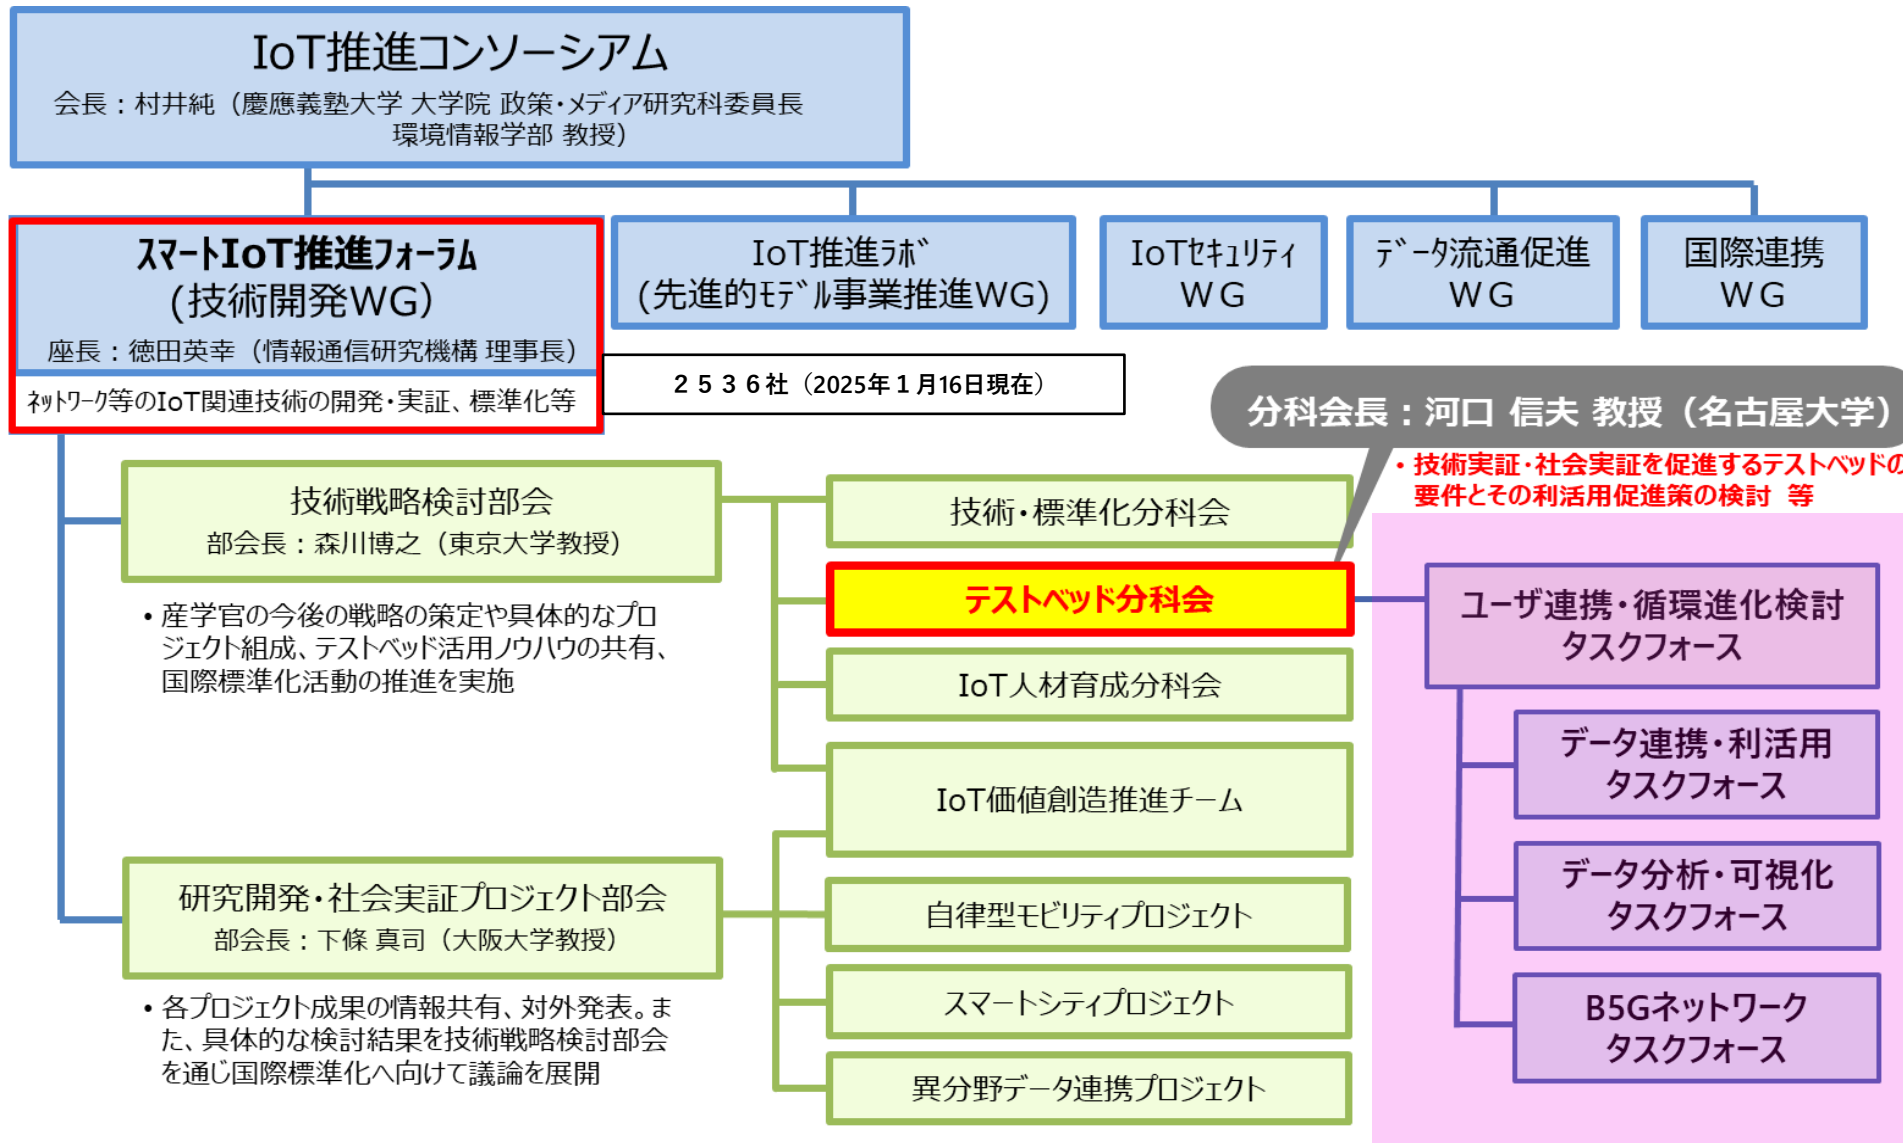 IoT推進コンソーシアム
会長：村井純（慶應義塾大学 大学院 政策・メディア研究科委員長
環境情報学部 教授）
スマートIoT推進フォーラム
(技術開発WG）
座長：徳田英幸（情報通信研究機構 理事長）
ﾈｯﾄﾜｰｸ等のIoT関連技術の開発・実証、標準化等
IoT推進ﾗﾎﾞ
(先進的ﾓﾃﾞﾙ事業推進WG)
IoTｾｷｭﾘﾃｨ
ＷＧ
ﾃﾞｰﾀ流通促進
ＷＧ
国際連携
ＷＧ
２５３６社（2025年１月16日現在）
分科会長：河口 信夫 教授（名古屋大学）
・技術実証・社会実証を促進するテストベッドの
要件とその利活用促進策の検討 等
技術戦略検討部会
部会長：森川博之（東京大学教授）
• 産学官の今後の戦略の策定や具体的なプロ
ジェクト組成、テストベッド活用ノウハウの共有、
国際標準化活動の推進を実施
技術・標準化分科会
テストベッド分科会
IoT人材育成分科会
IoT価値創造推進チーム
研究開発・社会実証プロジェクト部会
部会長：下條 真司（大阪大学教授）
• 各プロジェクト成果の情報共有、対外発表。ま
た、具体的な検討結果を技術戦略検討部会
を通じ国際標準化へ向けて議論を展開
自律型モビリティプロジェクト
スマートシティプロジェクト
異分野データ連携プロジェクト
ユーザ連携・循環進化検討
タスクフォース
データ連携・利活用
タスクフォース
データ分析・可視化
タスクフォース
B5Gネットワーク
タスクフォース